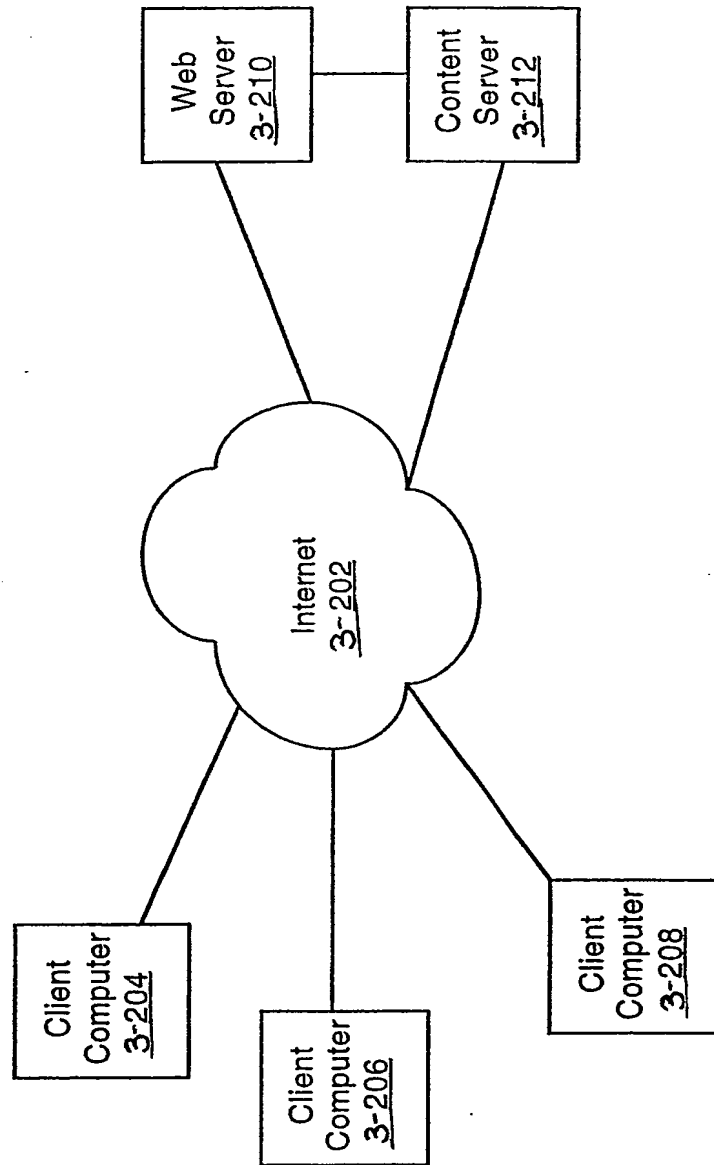 Client
Computer
3-204
Client
Computer
3-206
Client
Computer
3-208
Internet
3-202
Web
Server
3-210
Content
Server
3-212